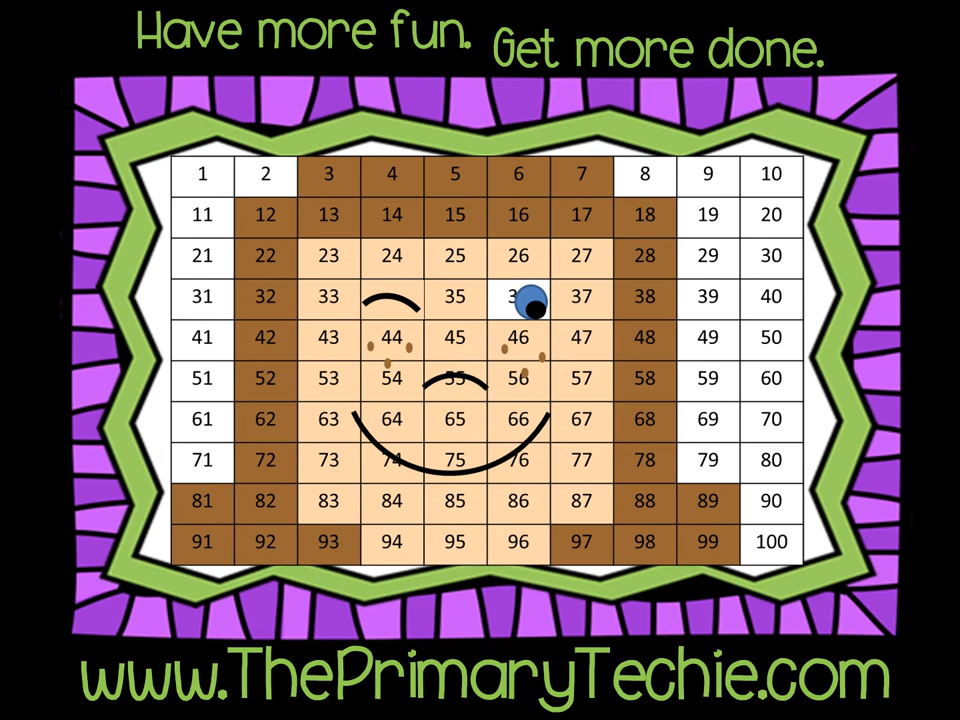 Have more fun. Get more done.
1 2 3 4 5 6 7 8 9 10
11 12 13 14 15 16 17 18 19 20
21 22 23 24 25 26 27 28 29 30
31 32 33 35 37 38 39 40
41 42 43 44 45 46 47 48 49 50
51 52 53 54 55 56 57 58 59 60
61 62 63 64 65 66 67 68 69 70
71 72 73 74 75 76 77 78 79 80
81 82 83 84 85 86 87 88 89 90
91 92 93 94 95 96 97 98 99 100
www.ThePrimaryTechie.com